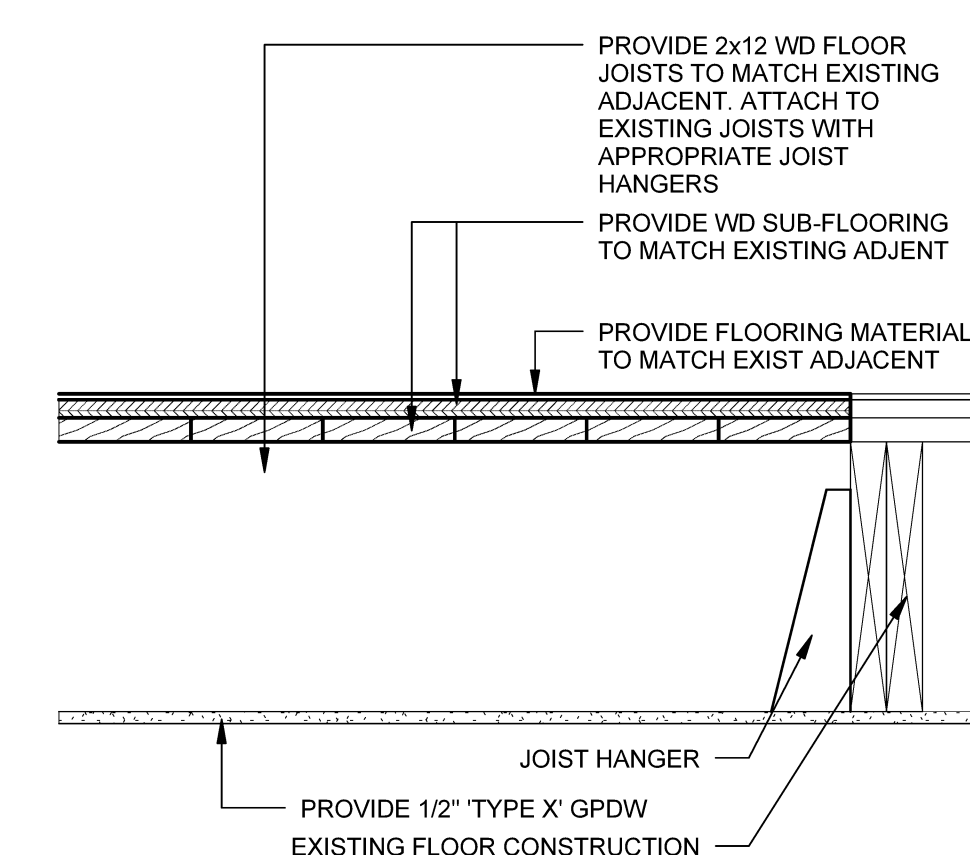 PROVIDE 2x12 WD FLOOR
JOISTS TO MATCH EXISTING
ADJACENT. ATTACH TO
EXISTING JOISTS WITH
APPROPRIATE JOIST
HANGERS
PROVIDE WD SUB-FLOORING
TO MATCH EXISTING ADJENT
PROVIDE FLOORING MATERIAL
TO MATCH EXIST ADJACENT
JOIST HANGER
PROVIDE 1/2" 'TYPE X' GPDW
EXISTING FLOOR CONSTRUCTION